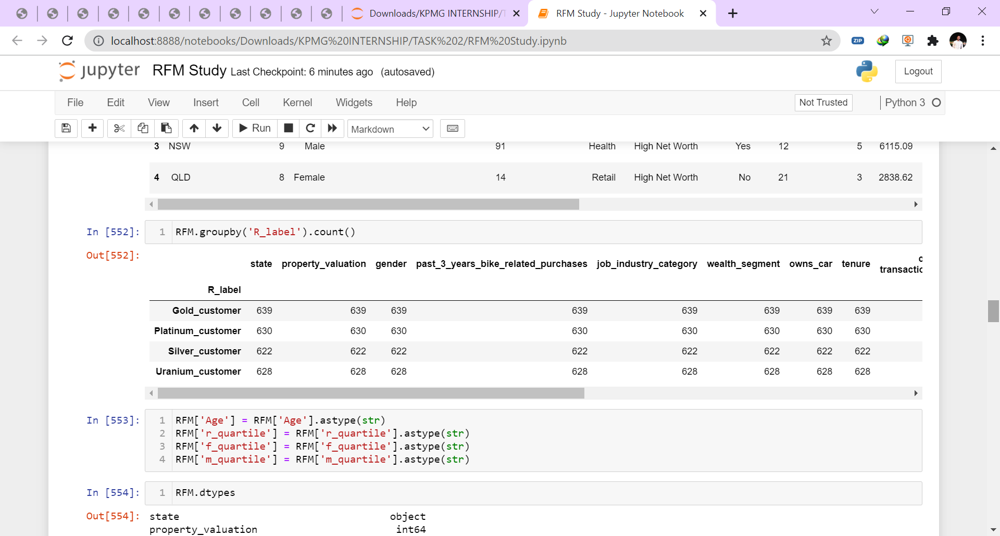 Downloads/KPMG INTERNSHIP/T
RFM Study - Jupyter Notebook
localhost:8888/notebooks/Downloads/KPMG%20INTERNSHIP/TASK%202/RFM%20Study.ipynb
ZIP
jupyter RFM Study Last Checkpoint: 6 minutes ago (autosaved)
Logout
File Edit View Insert Cell Kernel Widgets Help
Not Trusted
Python 3
Run
Markdown
3 NSW 9 Male 91 Health High Net Worth Yes 12 5 6115.09
4 QLD 8 Female 14 Retail High Net Worth No 21 3 2838.62
In [552]: 1 RFM.groupby('R_label').count()
Out[552]:
state property_valuation gender past_3_years_bike_related_purchases job_industry_category wealth_segment owns_car tenure transactio
R_label
Gold_customer 639 639 639 639 639 639 639 639
Platinum_customer 630 630 630 630 630 630 630 630
Silver_customer 622 622 622 622 622 622 622 622
Uranium_customer 628 628 628 628 628 628 628 628
In [553]: 1 RFM['Age'] = RFM['Age'].astype(str)
2 RFM['r_quartile'] = RFM['r_quartile'].astype(str)
3 RFM['f_quartile'] = RFM['f_quartile'].astype(str)
4 RFM['m_quartile'] = RFM['m_quartile'].astype(str)
In [554]: 1 RFM.dtypes
Out[554]: state object
property_valuation int64